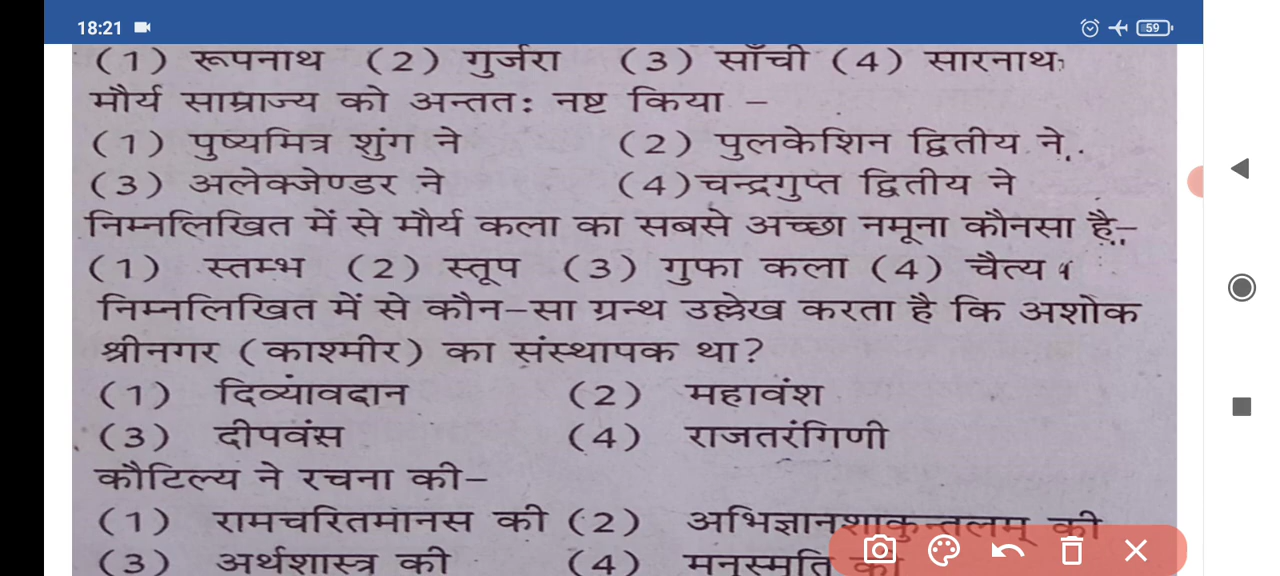 18:21
59
(1) रूपनाथ (2) गुर्जरा (3) साँची (4) सारनाथ
मौर्य साम्राज्य को अन्ततः नष्ट किया –
(1) पुष्यमित्र शुंग ने (2) पुलकेशिन द्वितीय ने
(3) अलेक्जेण्डर ने (4) चन्द्रगुप्त द्वितीय ने
निम्नलिखित में से मौर्य कला का सबसे अच्छा नमूना कौनसा है–
(1) स्तम्भ (2) स्तूप (3) गुफा कला (4) चैत्य
निम्नलिखित में से कौन–सा ग्रन्थ उल्लेख करता है कि अशोक
श्रीनगर (काश्मीर) का संस्थापक था?
(1) दिव्यांवदान (2) महावंश
(3) दीपवंस (4) राजतरंगिणी
कौटिल्य ने रचना की–
(1) रामचरितमानस की (2) अभिज्ञानशाकुन्तलम् की
(3) अर्थशास्त्र की (4) मनुस्मृति की